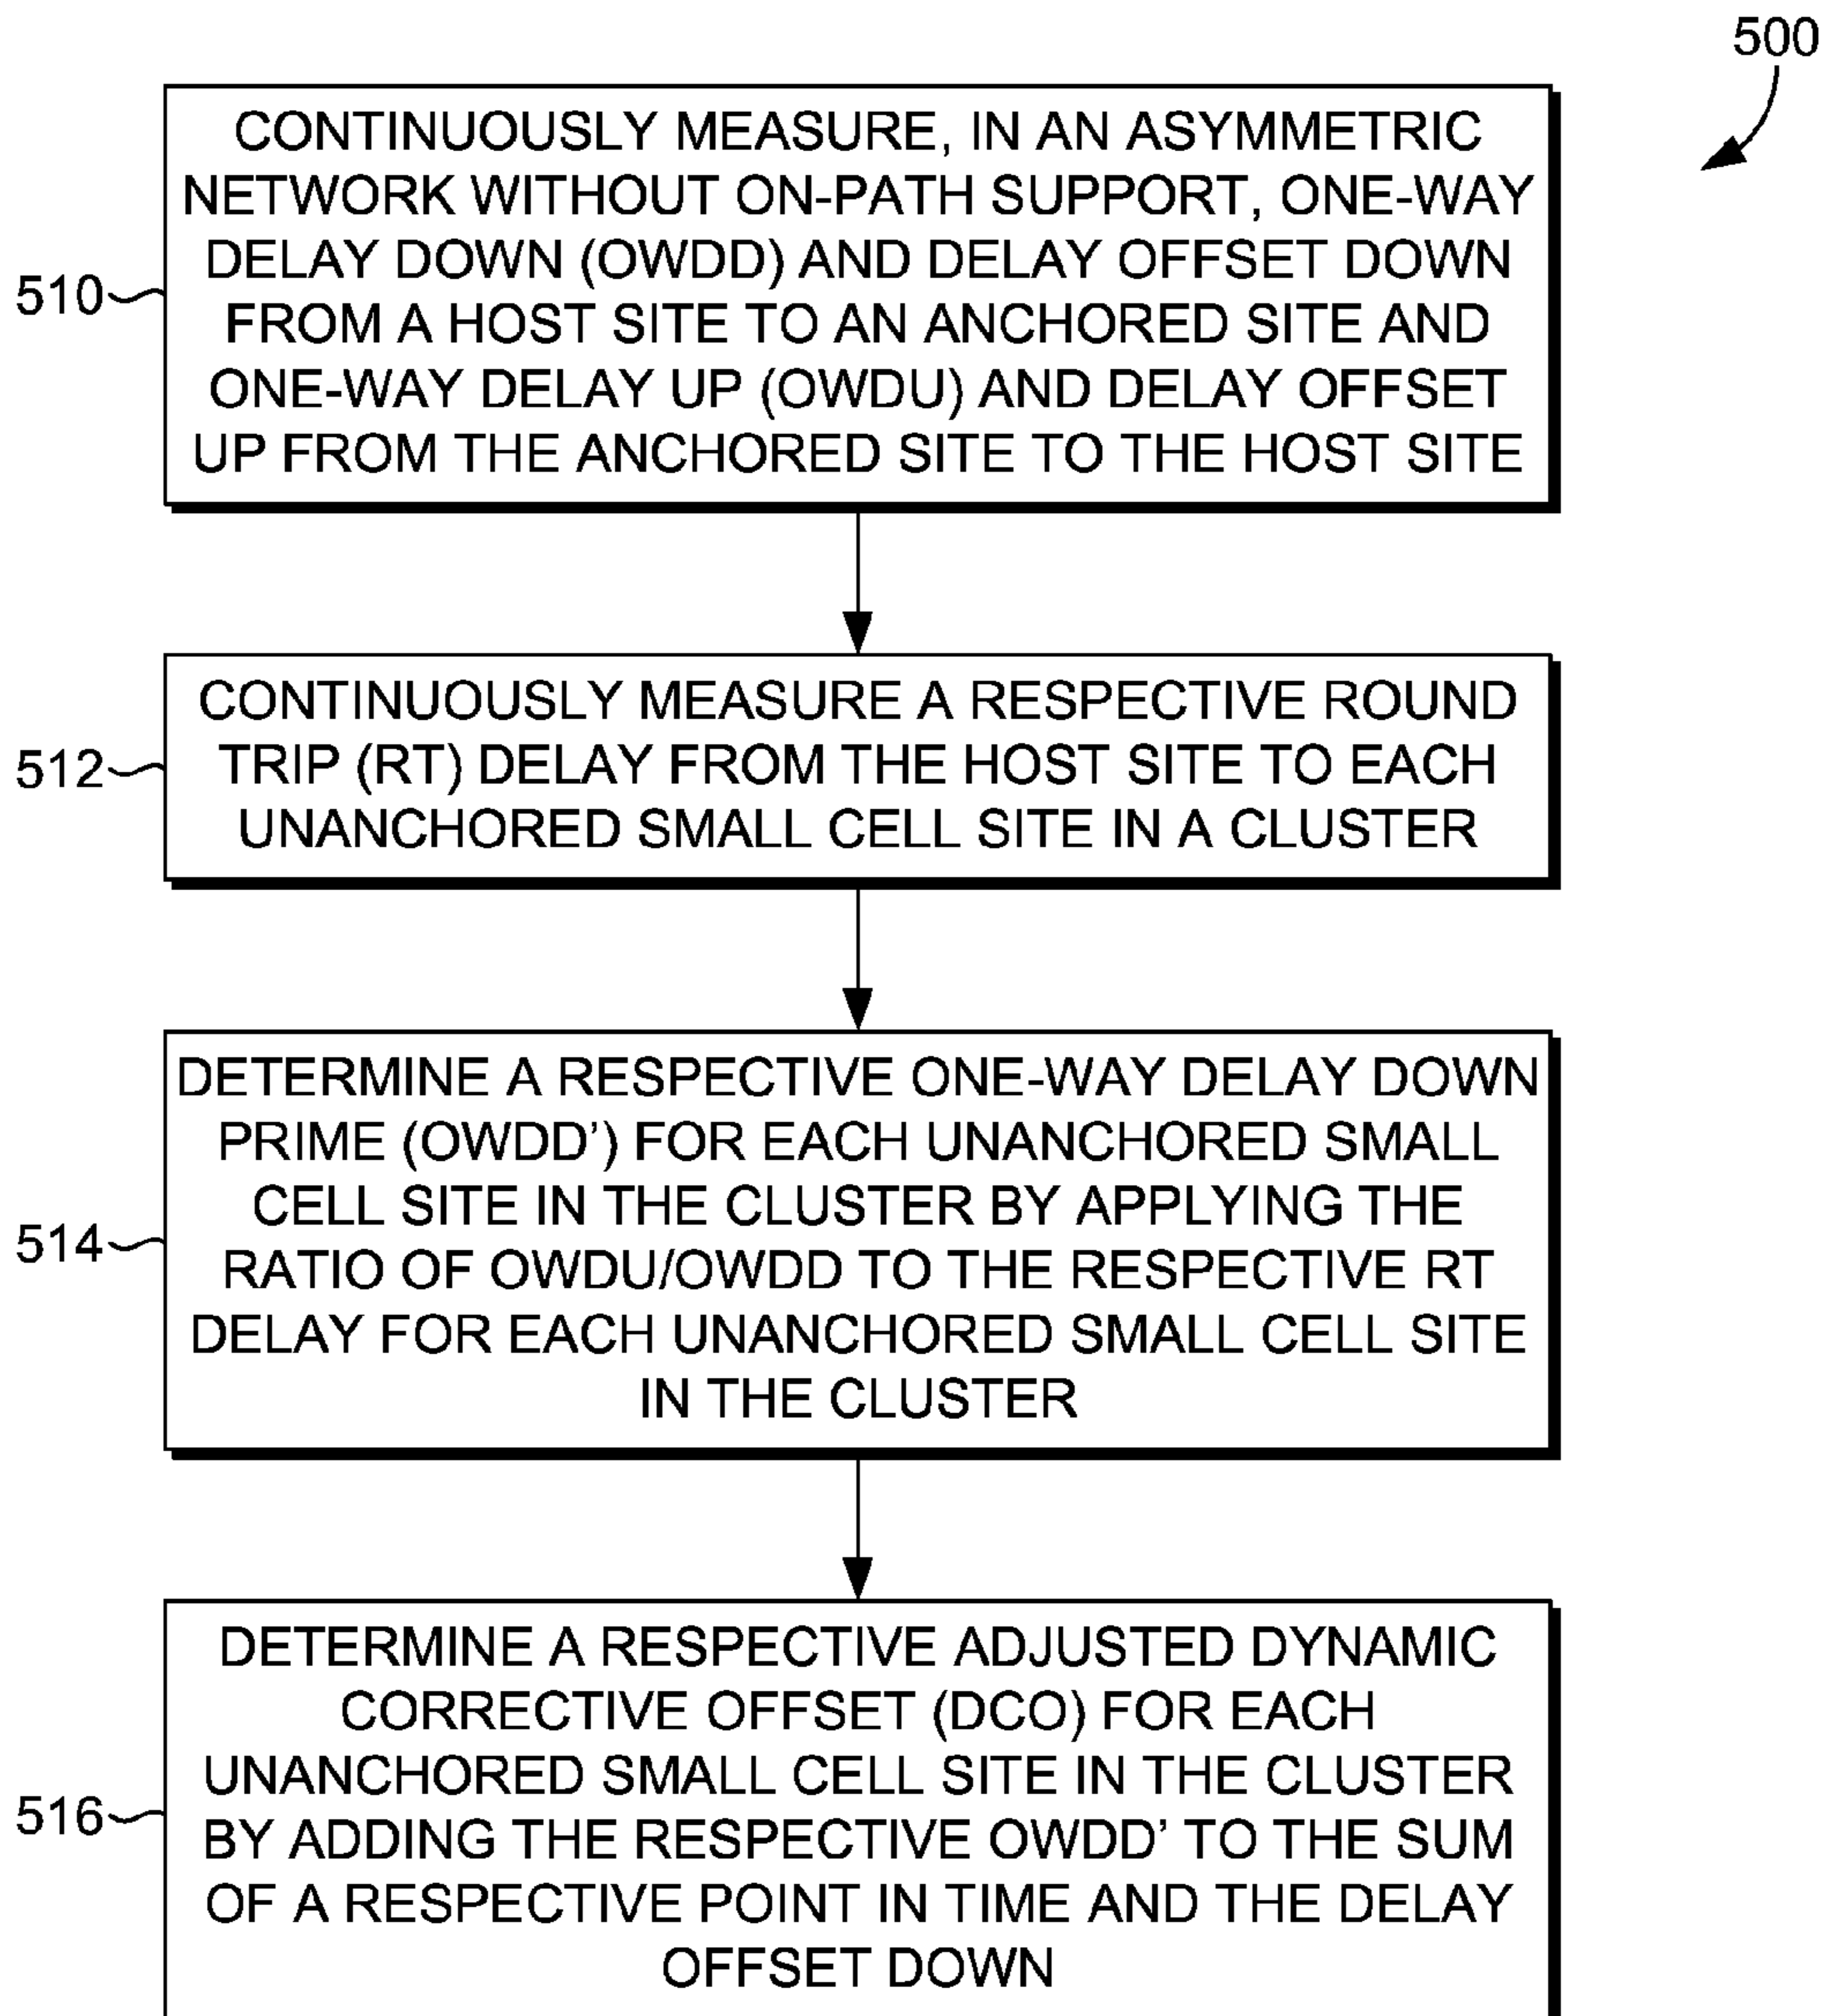 500
CONTINUOUSLY MEASURE, IN AN ASYMMETRIC
NETWORK WITHOUT ON-PATH SUPPORT, ONE-WAY
DELAY DOWN (OWDD) AND DELAY OFFSET DOWN
FROM A HOST SITE TO AN ANCHORED SITE AND
ONE-WAY DELAY UP (OWDU) AND DELAY OFFSET
UP FROM THE ANCHORED SITE TO THE HOST SITE
510
CONTINUOUSLY MEASURE A RESPECTIVE ROUND
TRIP (RT) DELAY FROM THE HOST SITE TO EACH
UNANCHORED SMALL CELL SITE IN A CLUSTER
512
DETERMINE A RESPECTIVE ONE-WAY DELAY DOWN
PRIME (OWDD’) FOR EACH UNANCHORED SMALL
CELL SITE IN THE CLUSTER BY APPLYING THE
RATIO OF OWDU/OWDD TO THE RESPECTIVE RT
DELAY FOR EACH UNANCHORED SMALL CELL SITE
IN THE CLUSTER
514
DETERMINE A RESPECTIVE ADJUSTED DYNAMIC
CORRECTIVE OFFSET (DCO) FOR EACH
UNANCHORED SMALL CELL SITE IN THE CLUSTER
BY ADDING THE RESPECTIVE OWDD’ TO THE SUM
OF A RESPECTIVE POINT IN TIME AND THE DELAY
OFFSET DOWN
516